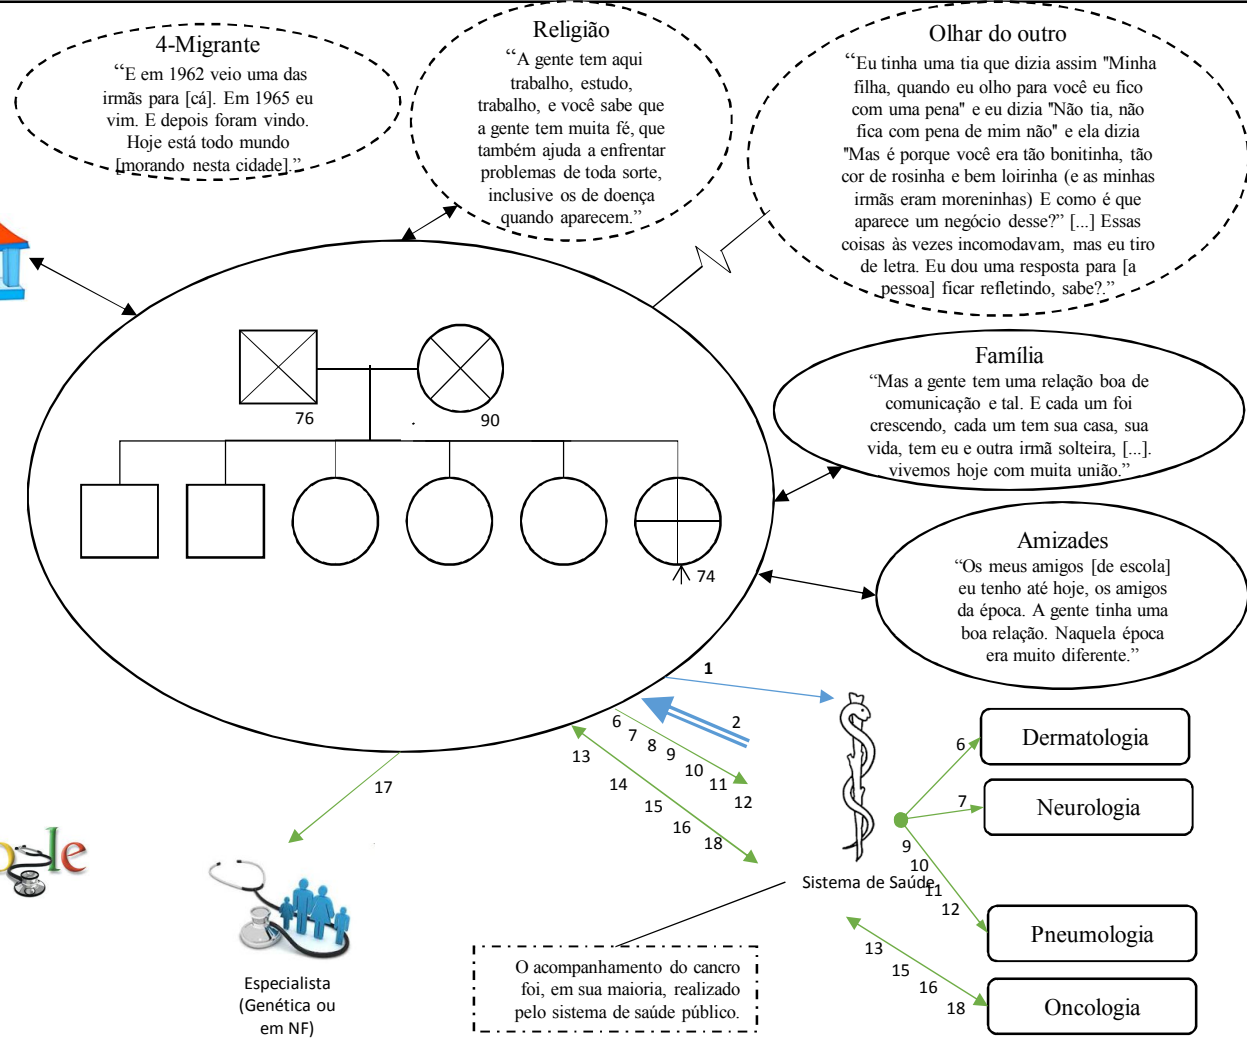 4-Migrante
“E em 1962 veio uma das
irmãs para [cá]. Em 1965 eu
vim. E depois foram vindo.
Hoje está todo mundo
[morando nesta cidade].”
Religião
“A gente tem aqui
trabalho, estudo,
trabalho, e você sabe que
a gente tem muita fé, que
também ajuda a enfrentar
problemas de toda sorte,
inclusive os de doença
quando aparecem.”
Olhar do outro
“Eu tinha uma tia que dizia assim "Minha
filha, quando eu olho para você eu fico
com uma pena" e eu dizia "Não tia, não
fica com pena de mim não" e ela dizia
"Mas é porque você era tão bonitinha, tão
cor de rosinha e bem loirinha (e as minhas
irmãs eram moreninhas) E como é que
aparece um negócio desse?” [...] Essas
coisas às vezes incomodavam, mas eu tiro
de letra. Eu dou uma resposta para [a
pessoa] ficar refletindo, sabe?.”
76
90
74
Família
“Mas a gente tem uma relação boa de
comunicação e tal. E cada um foi
crescendo, cada um tem sua casa, sua
vida, tem eu e outra irmã solteira, [...].
vivemos hoje com muita união.”
Amizades
“Os meus amigos [de escola]
eu tenho até hoje, os amigos
da época. A gente tinha uma
boa relação. Naquela época
era muito diferente.”
1
2
6
7
8
9
10
11
12
13
14
15
16
18
17
Sistema de Saúde
6
7
9
10
11
12
13
15
16
18
Dermatologia
Neurologia
Pneumologia
Oncologia
le
Especialista
(Genética ou
em NF)
O acompanhamento do cancro
foi, em sua maioria, realizado
pelo sistema de saúde público.